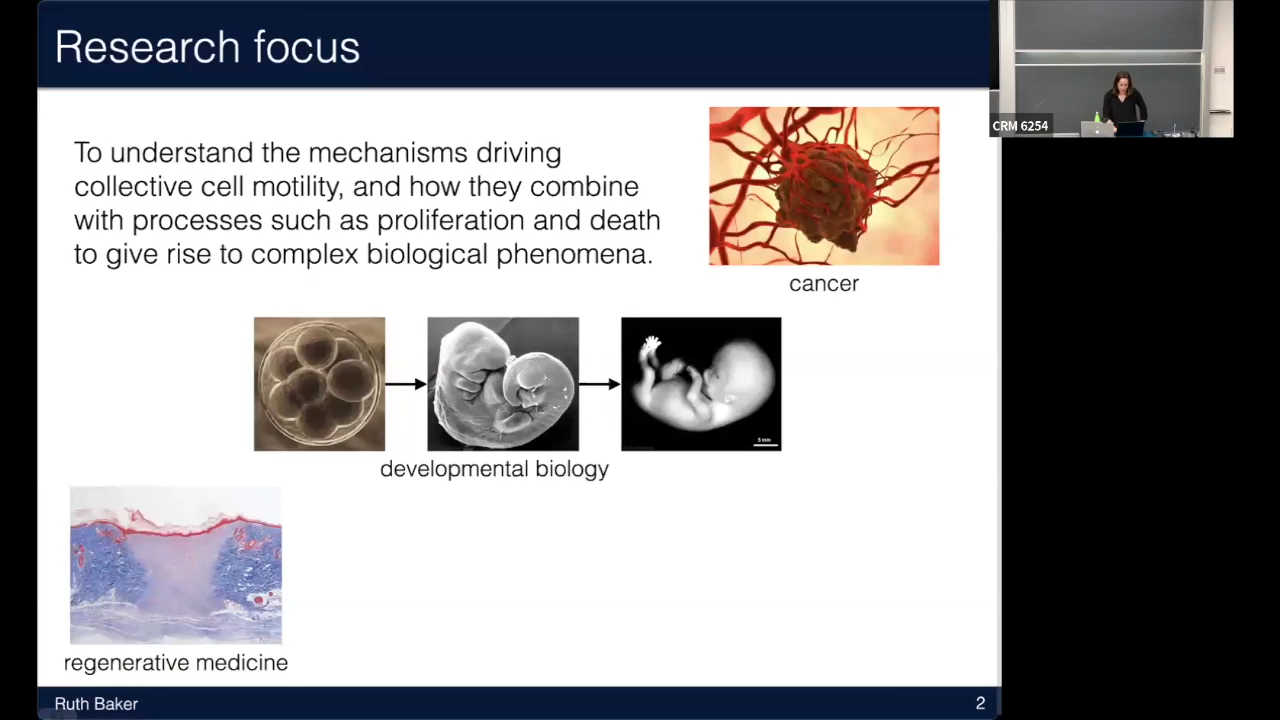 Research focus
CRM 6254
To understand the mechanisms driving
collective cell motility, and how they combine
with processes such as proliferation and death
to give rise to complex biological phenomena.
cancer
5 mm
developmental biology
regenerative medicine
Ruth Baker
2